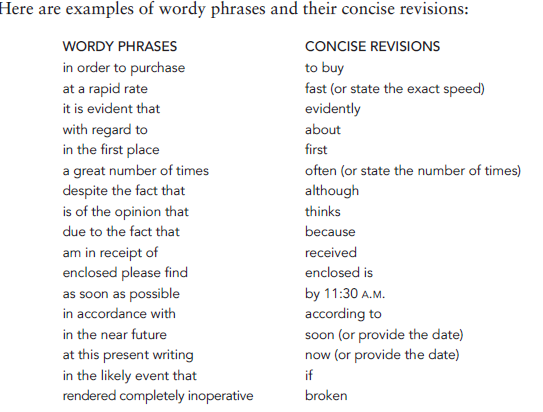 Here are examples of wordy phrases and their concise revisions:
WORDY PHRASES CONCISE REVISIONS
in order to purchase to buy
at a rapid rate fast (or state the exact speed)
it is evident that evidently
with regard to about
in the first place first
a great number of times often (or state the number of times)
despite the fact that although
is of the opinion that thinks
due to the fact that because
am in receipt of received
enclosed please find enclosed is
as soon as possible by 11:30 A.M.
in accordance with according to
in the near future soon (or provide the date)
at this present writing now (or provide the date)
in the likely event that if
rendered completely inoperative broken